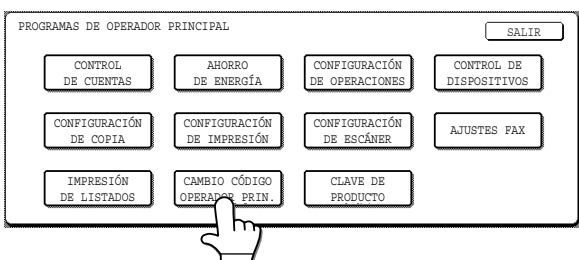 PROGRAMAS DE OPERADOR PRINCIPAL
SALIR
CONTROL
DE CUENTAS
AHORRO
DE ENERGÍA
CONFIGURACIÓN
DE OPERACIONES
CONTROL DE
DISPOSITIVOS
CONFIGURACIÓN
DE COPIA
CONFIGURACIÓN
DE IMPRESIÓN
CONFIGURACIÓN
DE ESCÁNER
AJUSTES FAX
IMPRESIÓN
DE LISTADOS
CAMBIO CÓDIGO
OPERADOR PRIN.
CLAVE DE
PRODUCTO